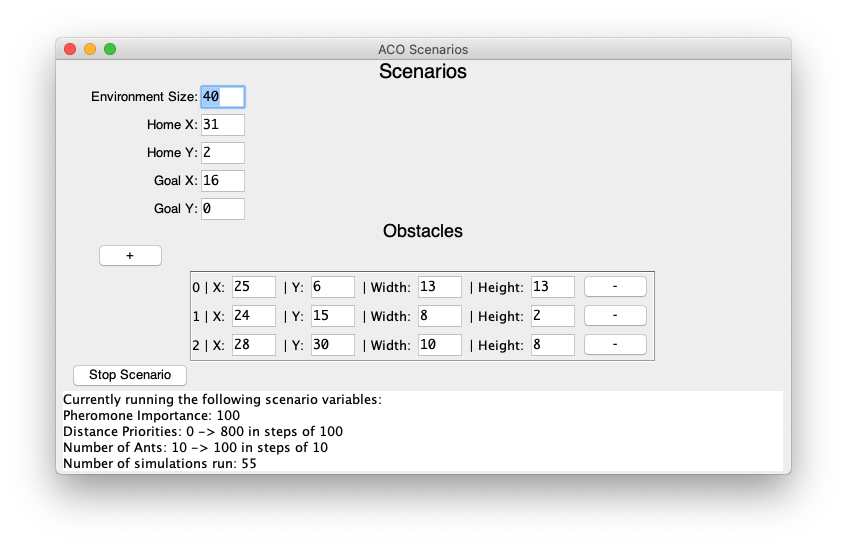 ACO Scenarios
Scenarios
Environment Size: 40
Home X: 31
Home Y: 2
Goal X: 16
Goal Y: 0
Obstacles
+
0 | X: 25 | Y: 6 | Width: 13 | Height: 13 -
1 | X: 24 | Y: 15 | Width: 8 | Height: 2 -
2 | X: 28 | Y: 30 | Width: 10 | Height: 8 -
Stop Scenario
Currently running the following scenario variables:
Pheromone Importance: 100
Distance Priorities: 0 -> 800 in steps of 100
Number of Ants: 10 -> 100 in steps of 10
Number of simulations run: 55